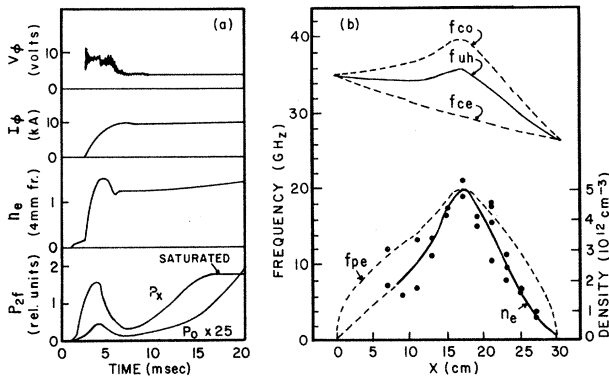 (a)
V_ϕ
(volts)
10
0
I_ϕ
(kA)
10
0
n_e
(4mm fr.)
1
0
P_2f
(rel. units)
2
1
0
SATURATED
P_X
P_O x 25
0
5
10
15
20
TIME (msec)
(b)
f_co
f_uh
f_ce
f_pe
n_e
FREQUENCY (GHz)
40
30
20
10
0
DENSITY (10^12 cm^-3)
5
4
3
2
1
0
0
5
10
15
20
25
30
X (cm)